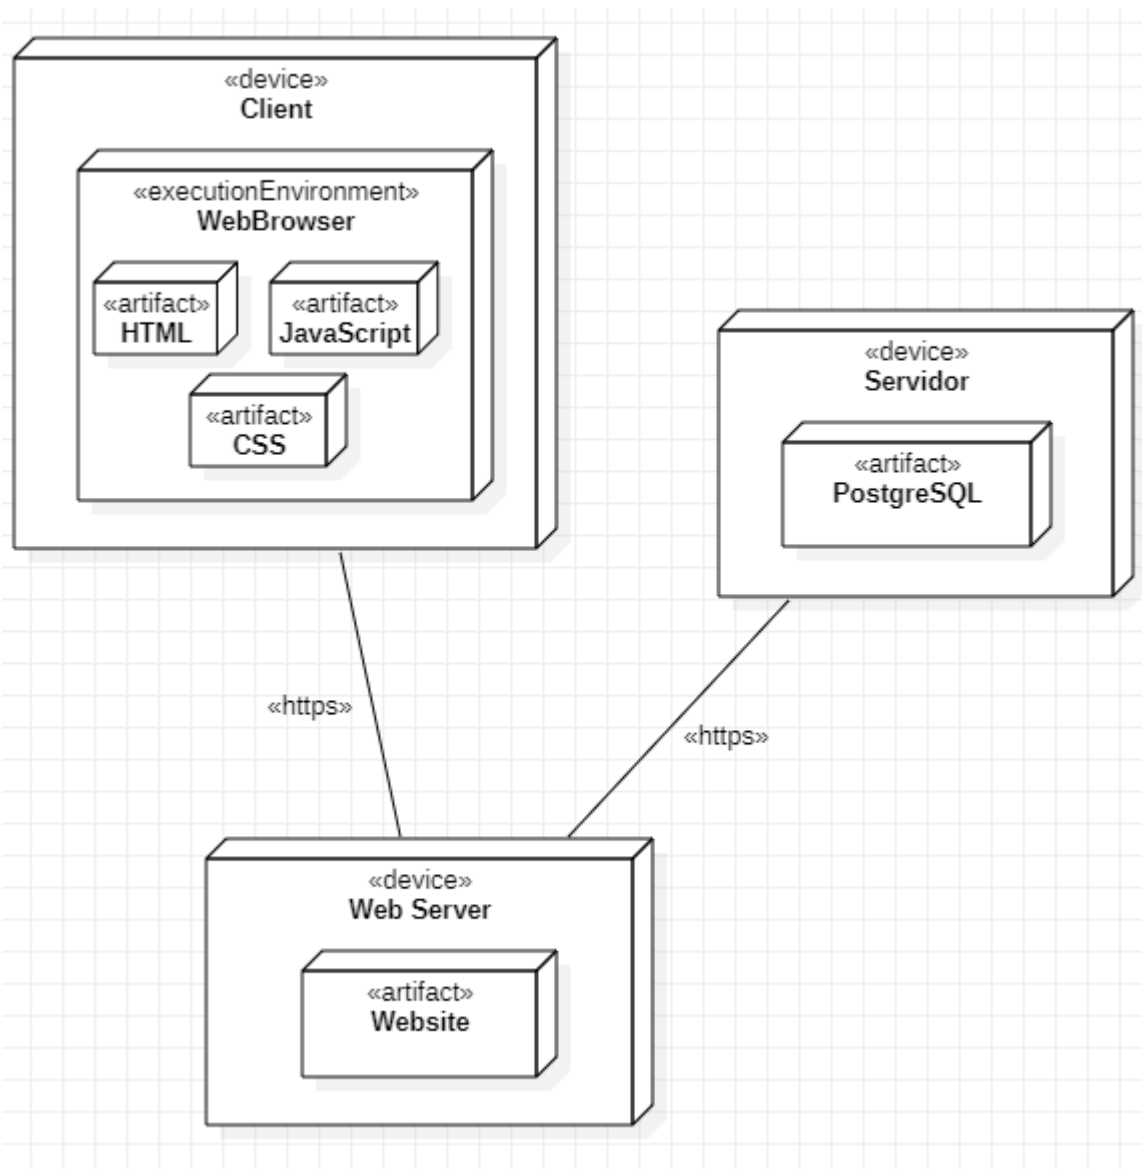 «device»
Client
«executionEnvironment»
WebBrowser
«artifact»
HTML
«artifact»
JavaScript
«artifact»
CSS
«device»
Servidor
«artifact»
PostgreSQL
«https»
«https»
«device»
Web Server
«artifact»
Website